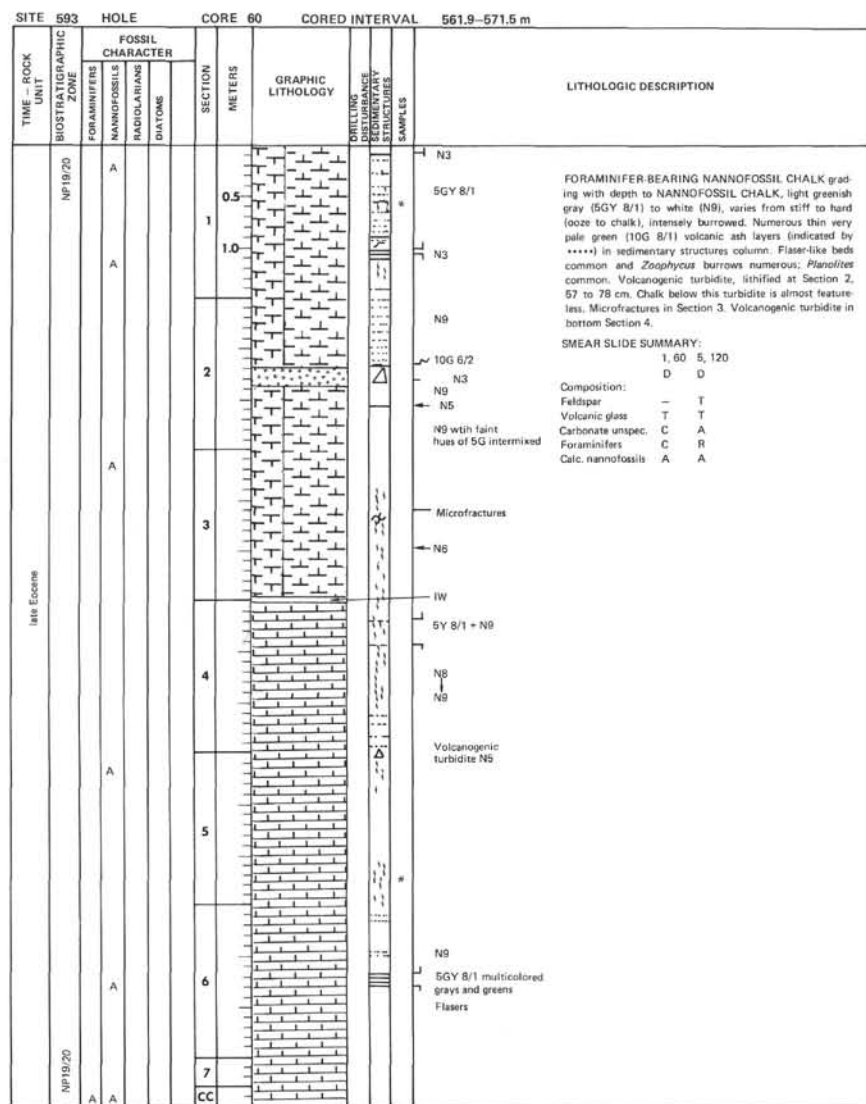 SITE 593 HOLE CORE 60 CORED INTERVAL 561.9–571.5 m
TIME – ROCK UNIT
BIOSTRATIGRAPHIC ZONE
FOSSIL CHARACTER
FORAMINIFERS
NANNOFOSSILS
RADIOLARIANS
DIATOMS
SECTION
METERS
GRAPHIC LITHOLOGY
DRILLING DISTURBANCE
SEDIMENTARY STRUCTURES
SAMPLES
LITHOLOGIC DESCRIPTION
late Eocene
NP19/20
NP19/20
A
A
A
A
A
A A
1
0.5
1.0
2
3
4
5
6
7
CC
*
*
N3
5GY 8/1
N3
N9
10G 6/2
N3
N9
N5
N9 wtih faint
hues of 5G intermixed
Microfractures
N6
IW
5Y 8/1 + N9
N8
N9
Volcanogenic
turbidite N5
N9
5GY 8/1 multicolored
grays and greens
Flasers
FORAMINIFER-BEARING NANNOFOSSIL CHALK grad-
ing with depth to NANNOFOSSIL CHALK, light greenish
gray (5GY 8/1) to white (N9), varies from stiff to hard
(ooze to chalk), intensely burrowed. Numerous thin very
pale green (10G 8/1) volcanic ash layers (indicated by
•••••) in sedimentary structures column. Flaser-like beds
common and Zoophycus burrows numerous; Planolites
common. Volcanogenic turbidite, lithified at Section 2,
57 to 78 cm. Chalk below this turbidite is almost feature-
less. Microfractures in Section 3. Volcanogenic turbidite in
bottom Section 4.
SMEAR SLIDE SUMMARY:
1, 60 5, 120
D D
Composition:
Feldspar – T
Volcanic glass T T
Carbonate unspec. C A
Foraminifers C R
Calc. nannofossils A A